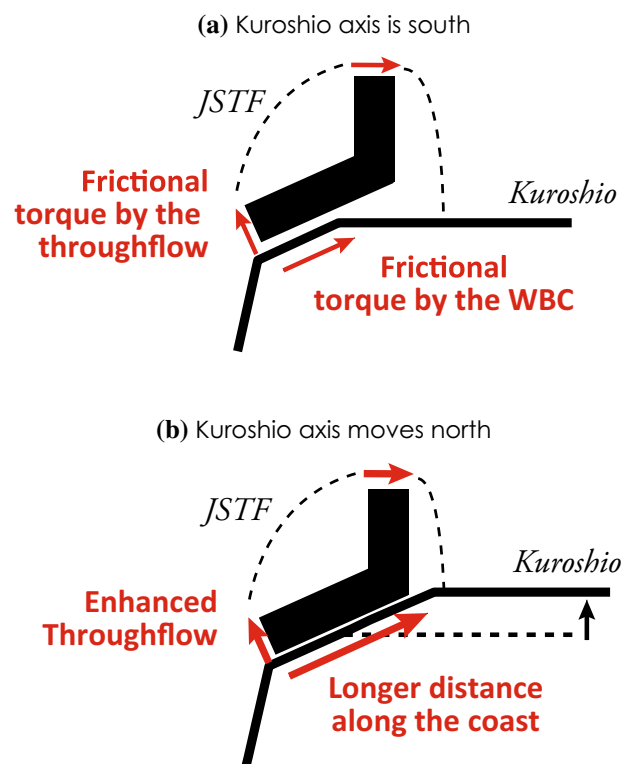 (a) Kuroshio axis is south
JSTF
Frictional
torque by the
throughflow
Kuroshio
Frictional
torque by the WBC
(b) Kuroshio axis moves north
JSTF
Kuroshio
Enhanced
Throughflow
Longer distance
along the coast